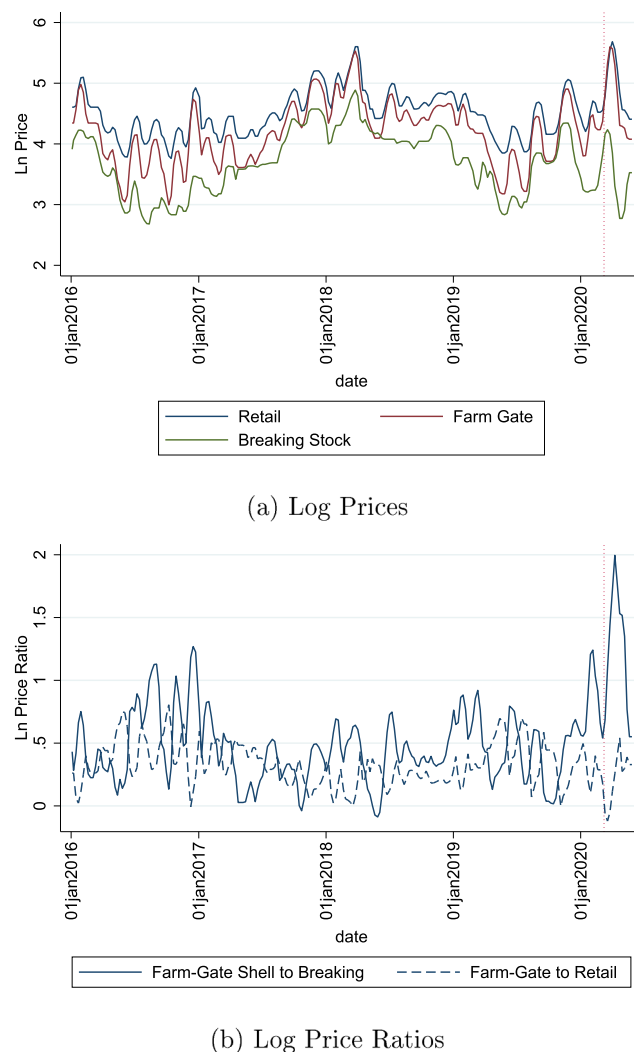 6
5
4
3
2
Ln Price
01jan2016
01jan2017
01jan2018
01jan2019
01jan2020
date
Retail
Farm Gate
Breaking Stock
(a) Log Prices
2
1.5
1
.5
0
Ln Price Ratio
01jan2016
01jan2017
01jan2018
01jan2019
01jan2020
date
Farm-Gate Shell to Breaking
Farm-Gate to Retail
(b) Log Price Ratios